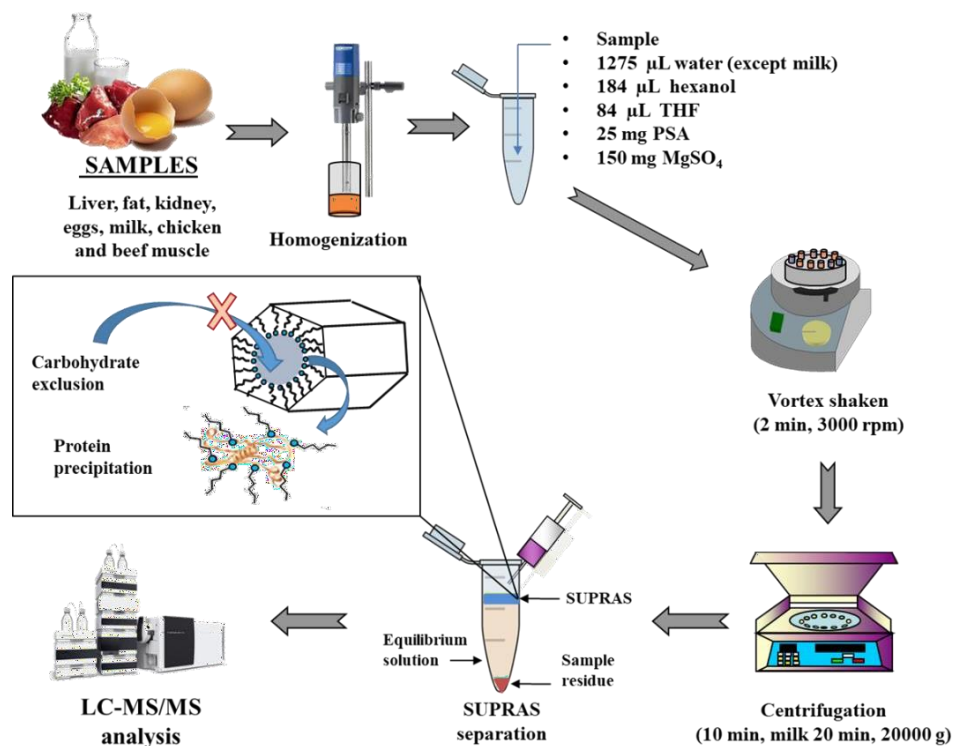 SAMPLES
Liver, fat, kidney,
eggs, milk, chicken
and beef muscle
Homogenization
• Sample
• 1275 µL water (except milk)
• 184 µL hexanol
• 84 µL THF
• 25 mg PSA
• 150 mg MgSO₄
Vortex shaken
(2 min, 3000 rpm)
Carbohydrate
exclusion
Protein
precipitation
SUPRAS
Equilibrium
solution
Sample
residue
SUPRAS
separation
Centrifugation
(10 min, milk 20 min, 20000 g)
LC-MS/MS
analysis